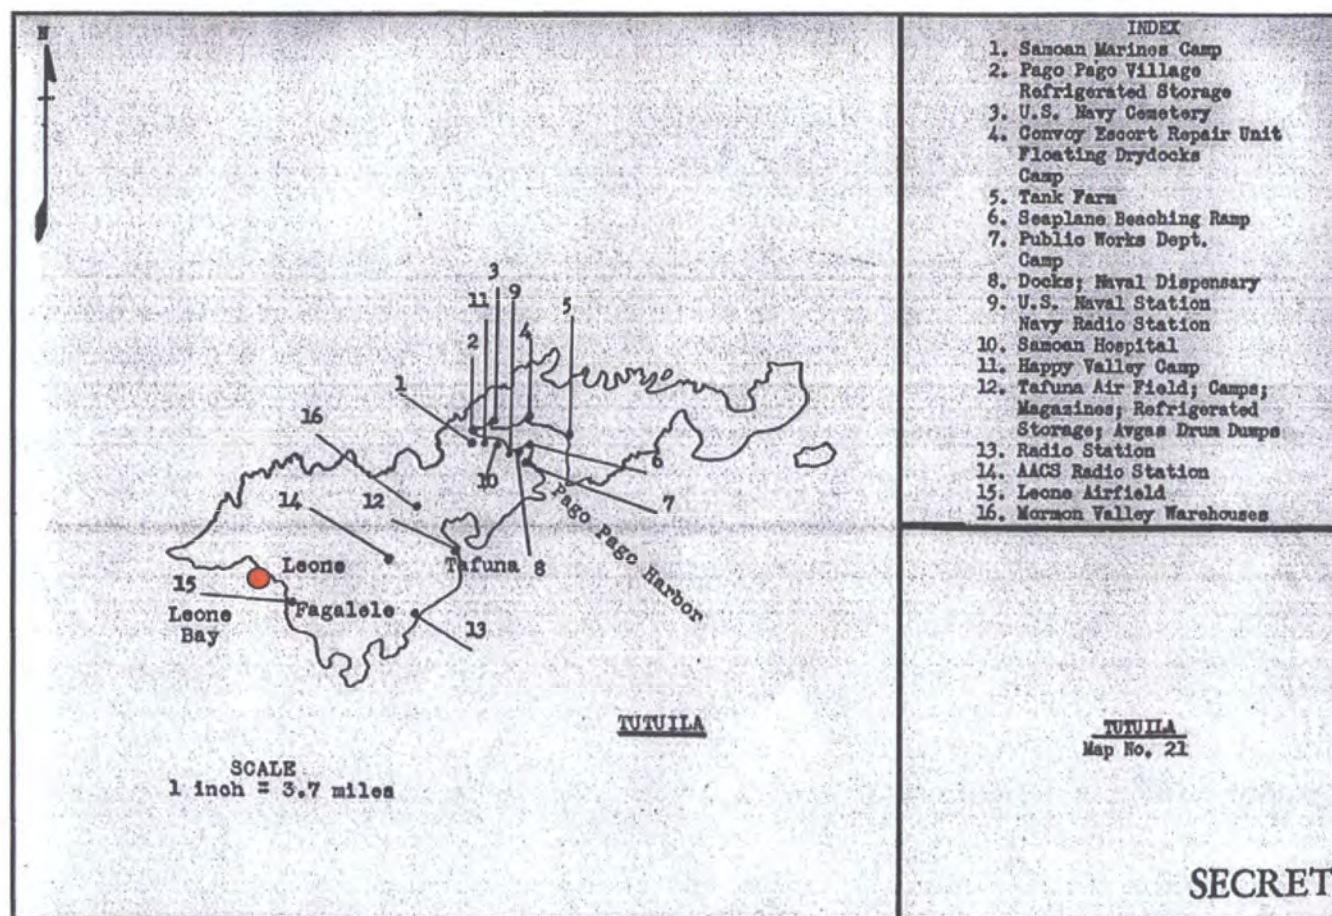 N
INDEX
1. Samoan Marines Camp
2. Pago Pago Village
Refrigerated Storage
3. U.S. Navy Cemetery
4. Convoy Escort Repair Unit
Floating Drydocks
Camp
5. Tank Farm
6. Seaplane Beaching Ramp
7. Public Works Dept.
Camp
8. Docks; Naval Dispensary
9. U.S. Naval Station
Navy Radio Station
10. Samoan Hospital
11. Happy Valley Camp
12. Tafuna Air Field; Camps;
Magazines; Refrigerated
Storage; Avgas Drum Dumps
13. Radio Station
14. AACS Radio Station
15. Leone Airfield
16. Mormon Valley Warehouses
3
11
9
5
2
4
1
16
6
10
7
14
12
Pago Pago Harbor
Leone
Tafuna
8
15
Leone
Bay
Fagalele
13
TUTUILA
SCALE
1 inch = 3.7 miles
TUTUILA
Map No. 21
SECRET